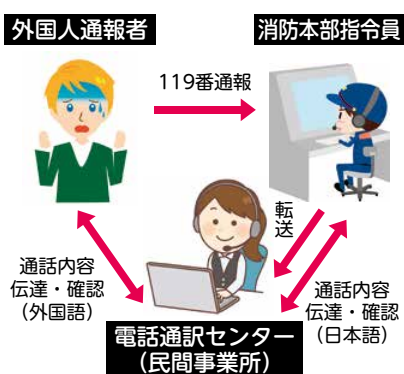 外国人通報者
消防本部指令員
119番通報
転送
通話内容
伝達・確認
（外国語）
通話内容
伝達・確認
（日本語）
電話通訳センター
（民間事業所）